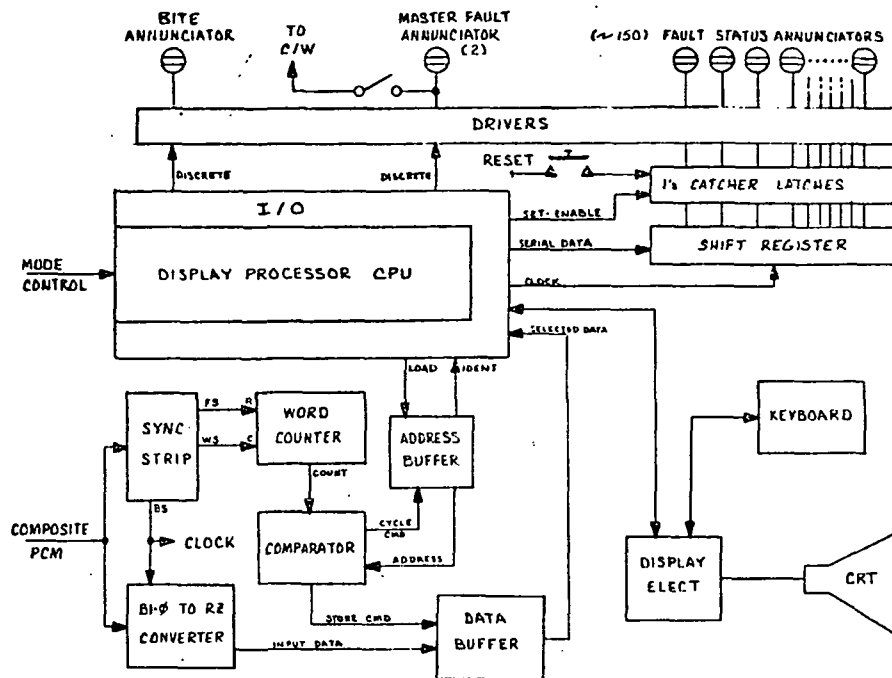 BITE
ANNUNCIATOR
TO
C/W
MASTER FAULT
ANNUNCIATOR
(2)
(~150) FAULT STATUS ANNUNCIATORS
DRIVERS
DISCRETE
DISCRETE
RESET
1's CATCHER LATCHES
I/O
SET-ENABLE
SERIAL DATA
SHIFT REGISTER
MODE
CONTROL
DISPLAY PROCESSOR CPU
CLOCK
SELECTED DATA
LOAD
IDENT
FS
R
WORD
COUNTER
SYNC
STRIP
WS
C
ADDRESS
BUFFER
KEYBOARD
COUNT
BS
COMPOSITE
PCM
CLOCK
COMPARATOR
CYCLE
CMD
ADDRESS
DISPLAY
ELECT
CRT
BI-Ø TO RZ
CONVERTER
STORE CMD
DATA
BUFFER
INPUT DATA